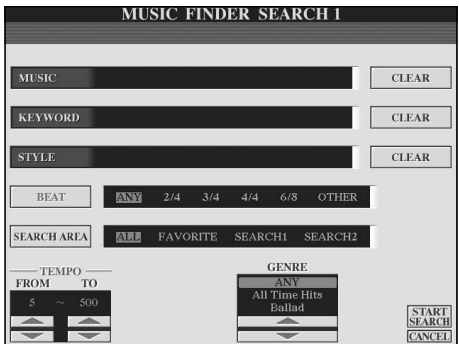 MUSIC FINDER SEARCH 1
MUSIC CLEAR
KEYWORD CLEAR
STYLE CLEAR
BEAT ANY 2/4 3/4 4/4 6/8 OTHER
SEARCH AREA ALL FAVORITE SEARCH1 SEARCH2
TEMPO
FROM TO
5 ~ 500
GENRE
ANY
All Time Hits
Ballad
START
SEARCH
CANCEL